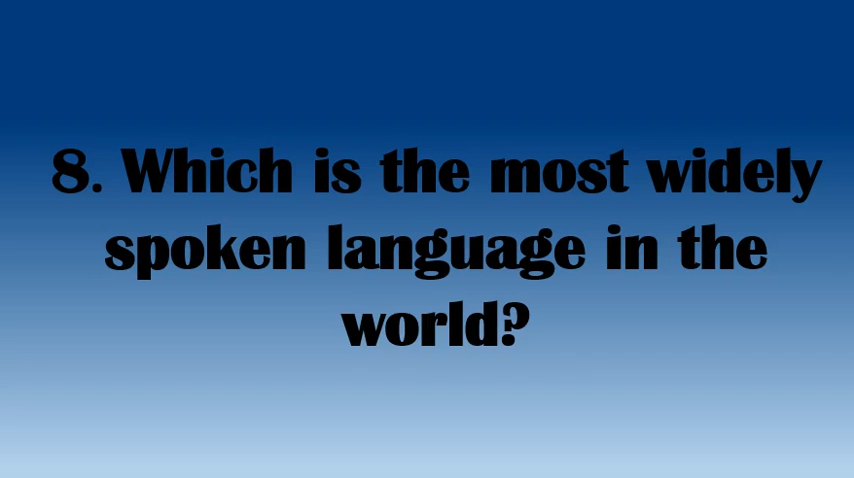 8. Which is the most widely
spoken language in the
world?